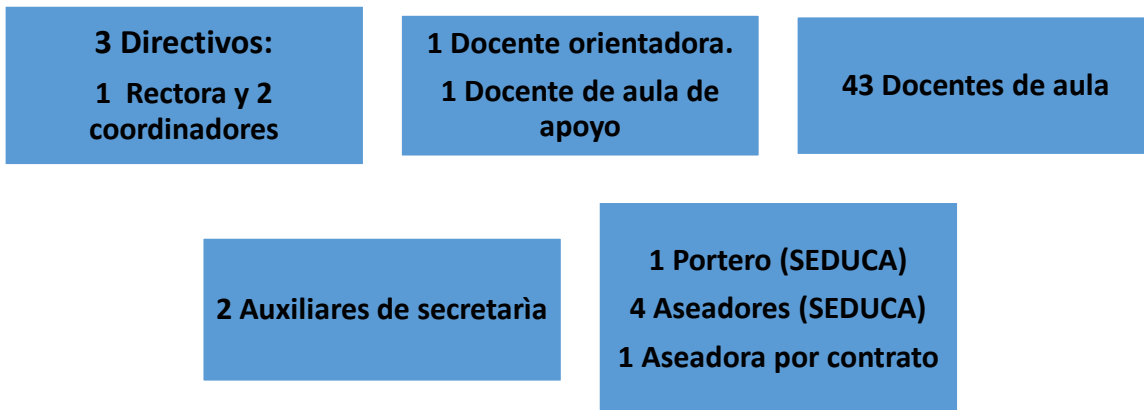 3 Directivos:
1 Rectora y 2
coordinadores
1 Docente orientadora.
1 Docente de aula de
apoyo
43 Docentes de aula
2 Auxiliares de secretarìa
1 Portero (SEDUCA)
4 Aseadores (SEDUCA)
1 Aseadora por contrato